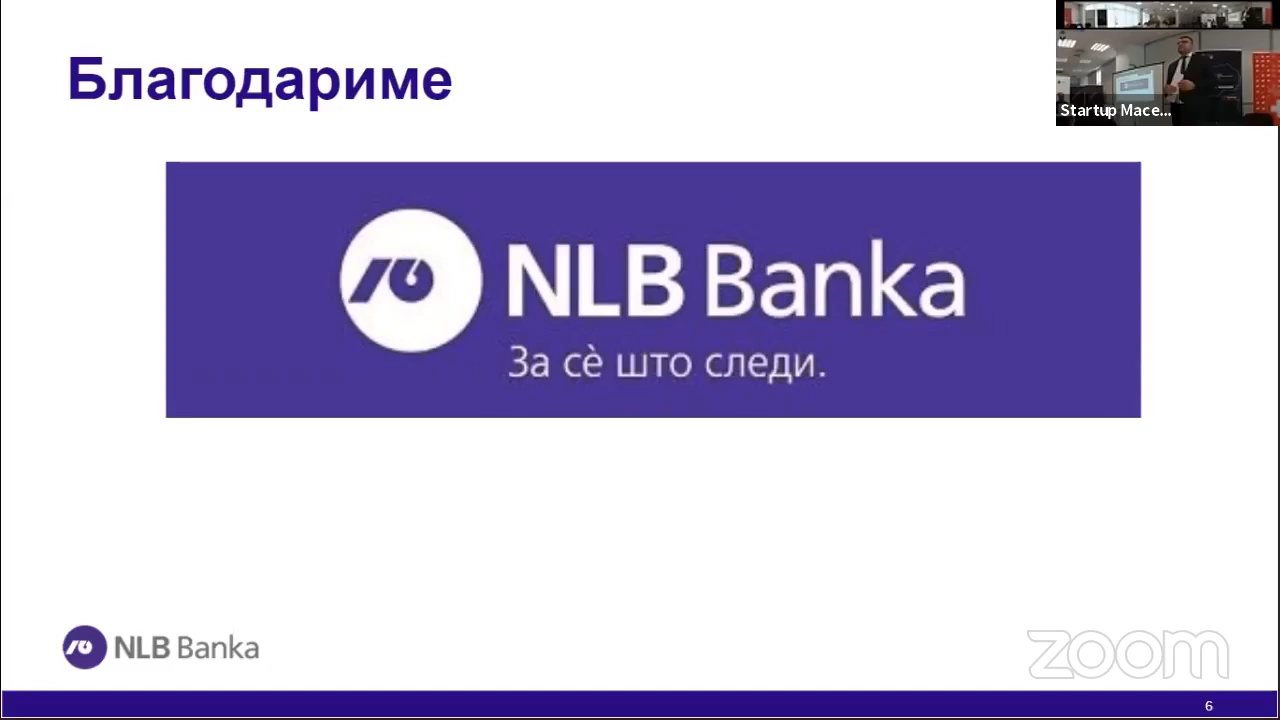 Благодариме
Startup Mace...
NLB Banka
За сѐ што следи.
NLB Banka
zoom
6